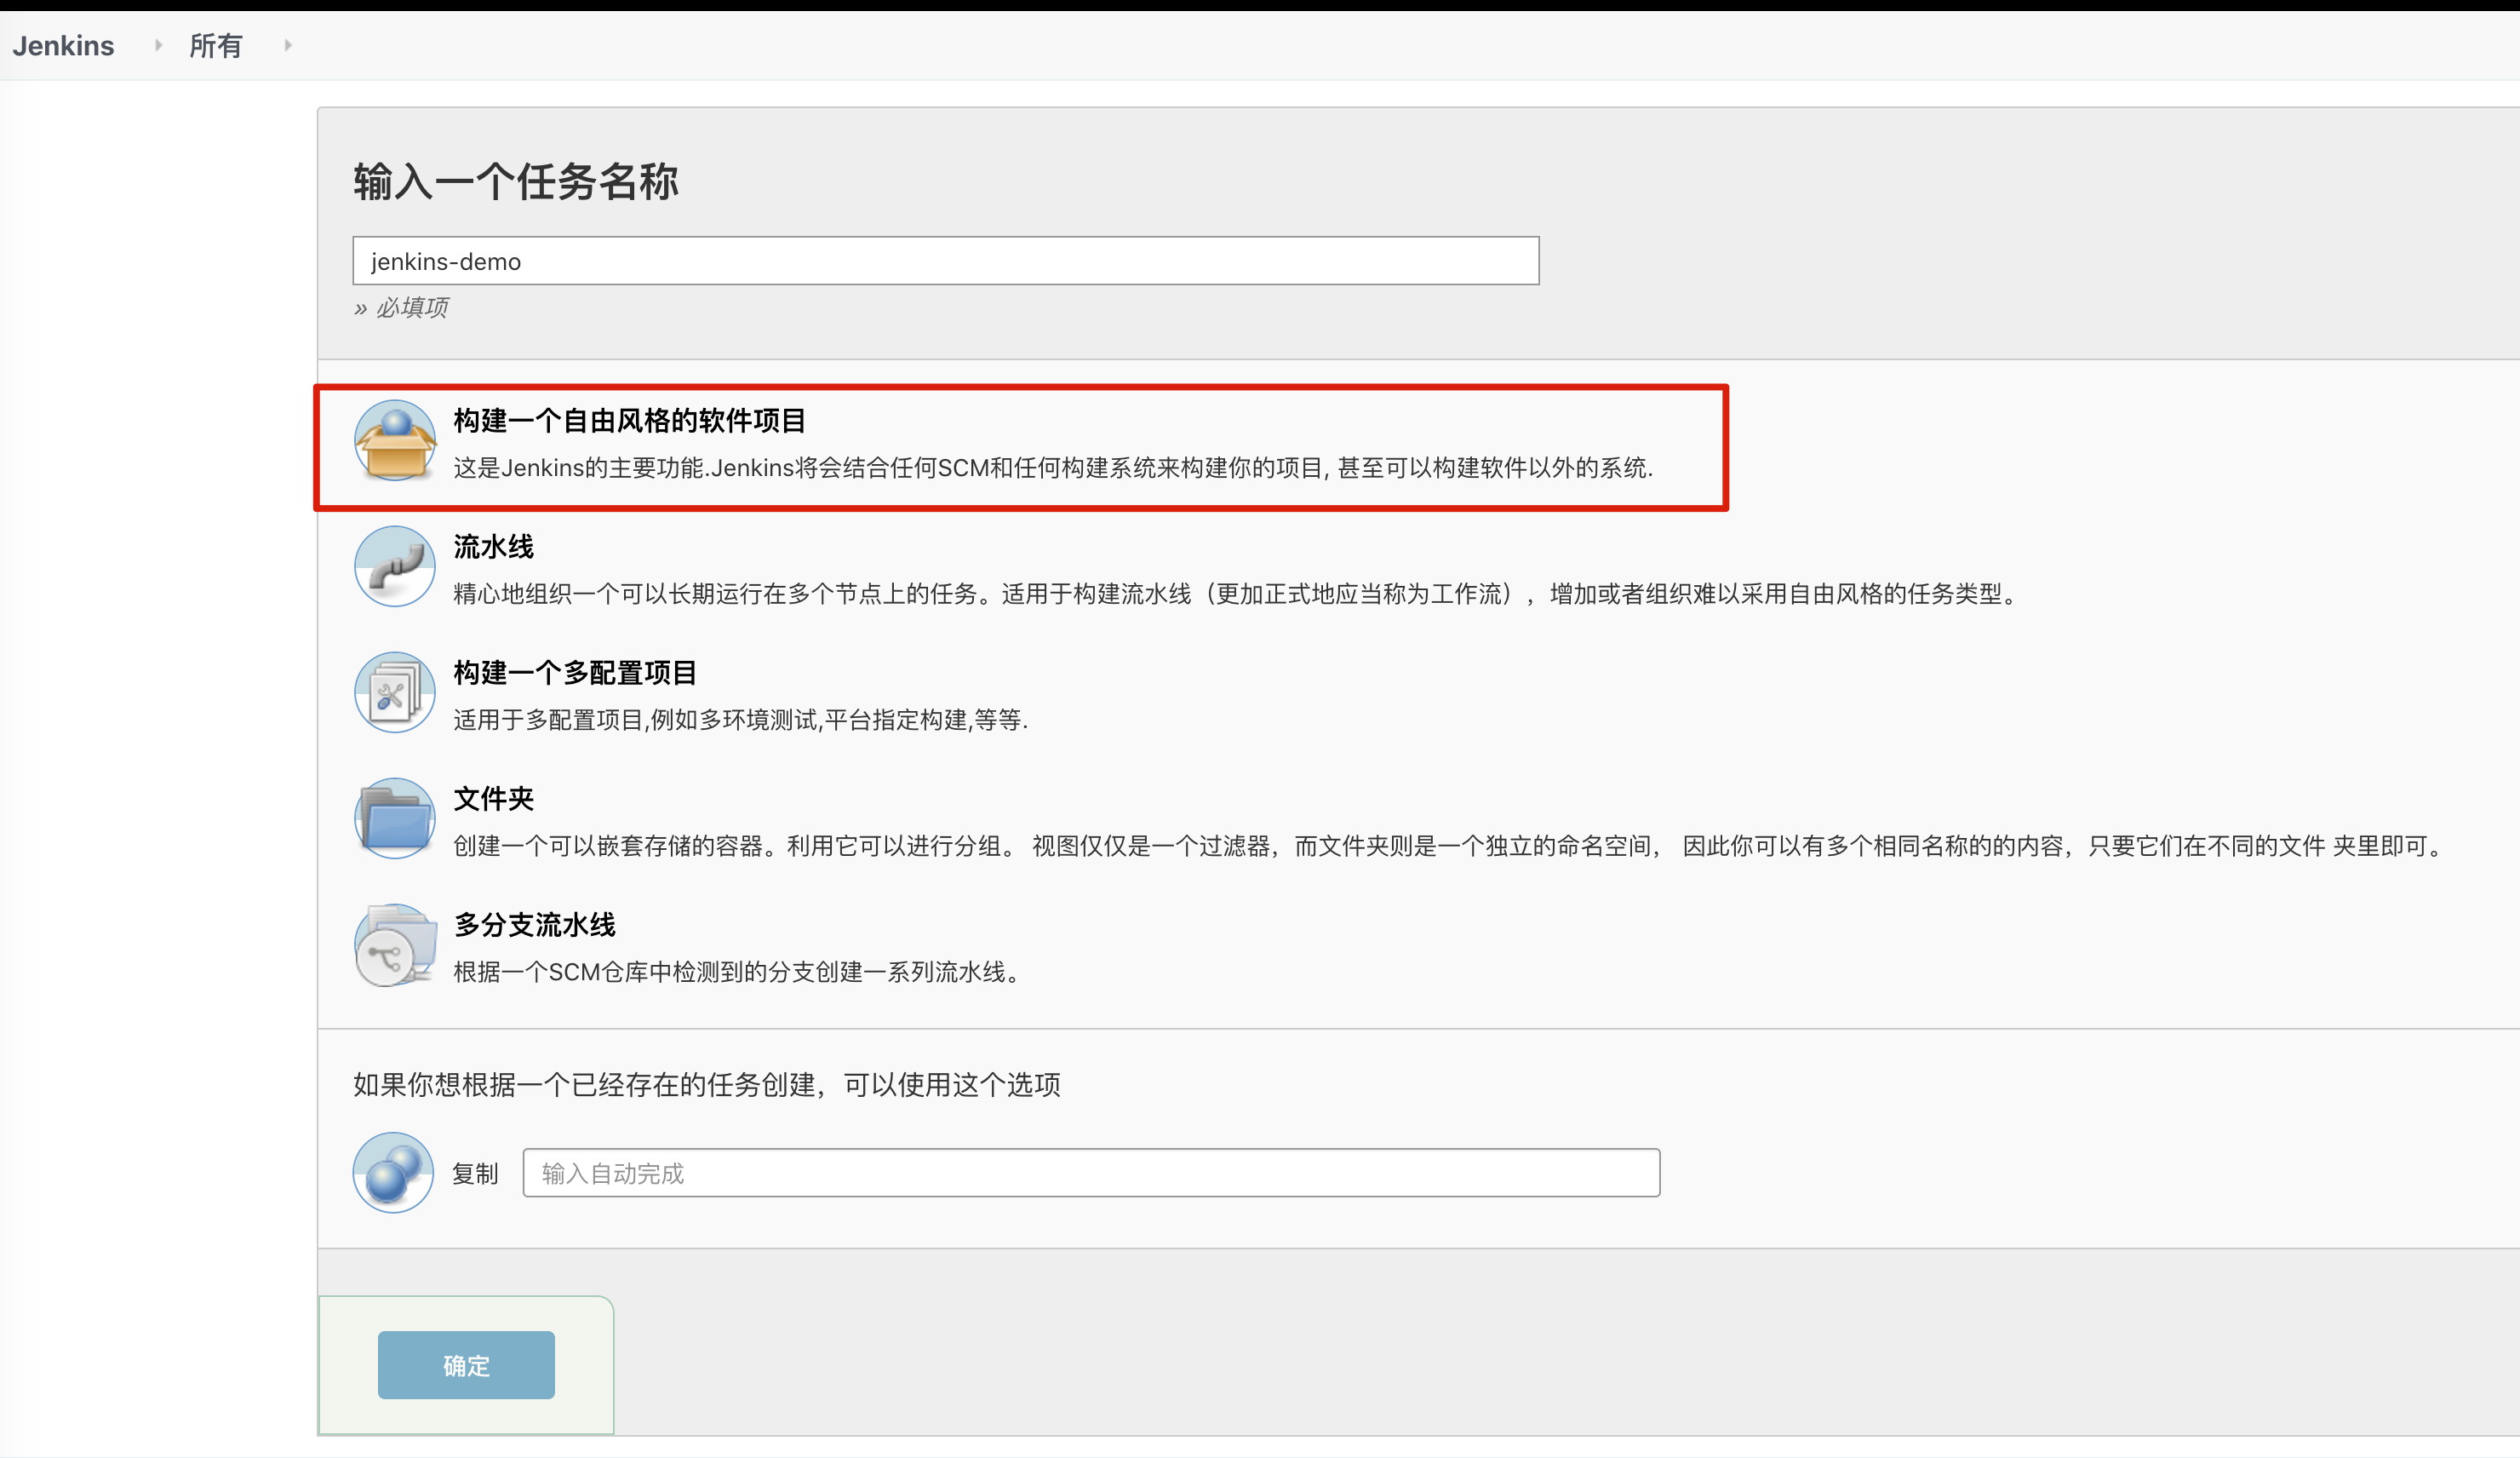 Jenkins 所有
输入一个任务名称
jenkins-demo
» 必填项
构建一个自由风格的软件项目
这是Jenkins的主要功能.Jenkins将会结合任何SCM和任何构建系统来构建你的项目, 甚至可以构建软件以外的系统.
流水线
精心地组织一个可以长期运行在多个节点上的任务。适用于构建流水线（更加正式地应当称为工作流），增加或者组织难以采用自由风格的任务类型。
构建一个多配置项目
适用于多配置项目,例如多环境测试,平台指定构建,等等.
文件夹
创建一个可以嵌套存储的容器。利用它可以进行分组。 视图仅仅是一个过滤器，而文件夹则是一个独立的命名空间， 因此你可以有多个相同名称的的内容，只要它们在不同的文件 夹里即可。
多分支流水线
根据一个SCM仓库中检测到的分支创建一系列流水线。
如果你想根据一个已经存在的任务创建，可以使用这个选项
复制 输入自动完成
确定